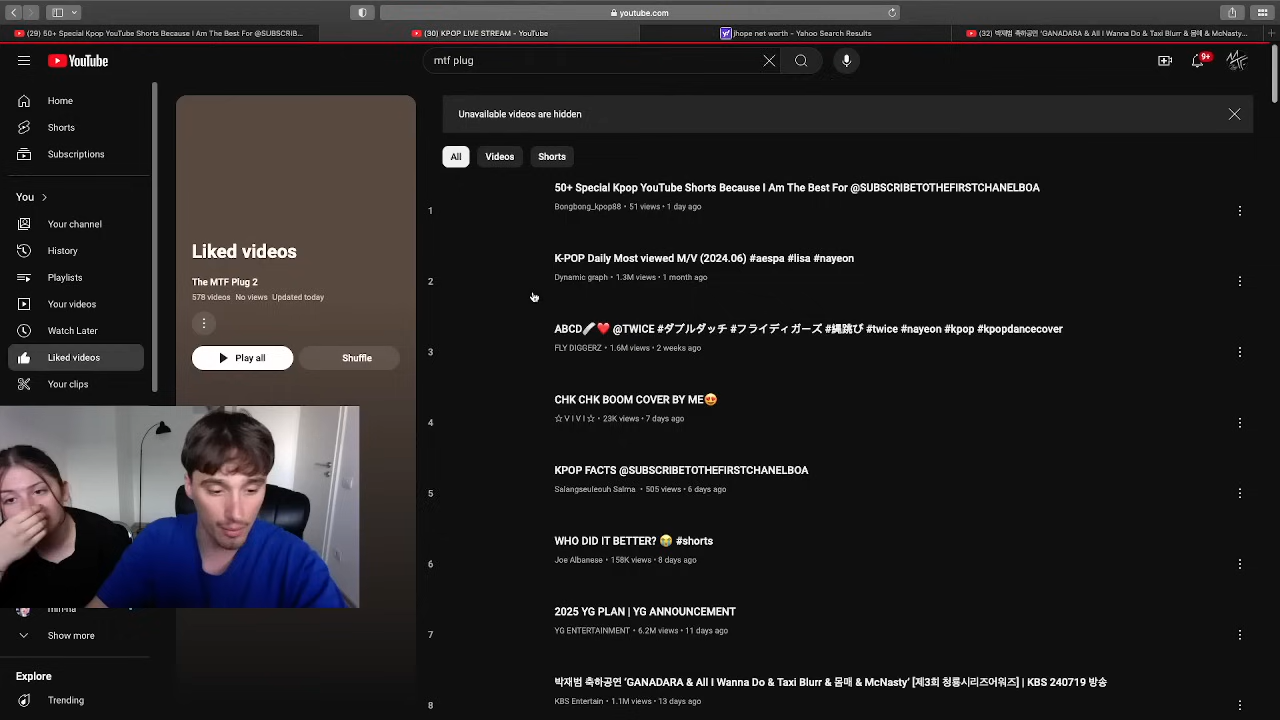 youtube.com
(29) 50+ Special Kpop YouTube Shorts Because I Am The Best For @SUBSCRIB...
(30) KPOP LIVE STREAM - YouTube
jhope net worth - Yahoo Search Results
(32) 박재범 축하공연 'GANADARA & All I Wanna Do & Taxi Blurr & 몸매 & McNasty'...
YouTube
mtf plug
9+
Home
Shorts
Subscriptions
You
Your channel
History
Playlists
Your videos
Watch Later
Liked videos
Your clips
Show more
Explore
Trending
Liked videos
The MTF Plug 2
578 videos No views Updated today
Play all
Shuffle
Unavailable videos are hidden
All
Videos
Shorts
1
50+ Special Kpop YouTube Shorts Because I Am The Best For @SUBSCRIBETOTHEFIRSTCHANELBOA
Bongbong_kpop88 • 51 views • 1 day ago
2
K-POP Daily Most viewed M/V (2024.06) #aespa #lisa #nayeon
Dynamic graph • 1.3M views • 1 month ago
3
ABCD🪄❤️ @TWICE #ダブルダッチ #フライディガーズ #縄跳び #twice #nayeon #kpop #kpopdancecover
FLY DIGGERZ • 1.6M views • 2 weeks ago
4
CHK CHK BOOM COVER BY ME😍
☆ V I V I ☆ • 23K views • 7 days ago
5
KPOP FACTS @SUBSCRIBETOTHEFIRSTCHANELBOA
Salangseuleouh Salma • 505 views • 6 days ago
6
WHO DID IT BETTER? 😭 #shorts
Joe Albanese • 158K views • 8 days ago
7
2025 YG PLAN | YG ANNOUNCEMENT
YG ENTERTAINMENT • 6.2M views • 11 days ago
8
박재범 축하공연 'GANADARA & All I Wanna Do & Taxi Blurr & 몸매 & McNasty' [제3회 청룡시리즈어워즈] | KBS 240719 방송
KBS Entertain • 1.1M views • 13 days ago